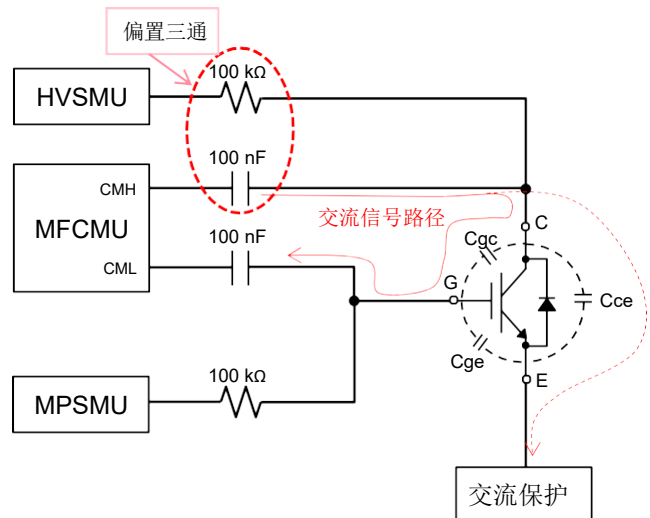 偏置三通
100 kΩ
HVSMU
100 nF
CMH
MFCMU
交流信号路径
100 nF
C
Cgc
CML
G
Cce
Cge
100 kΩ
E
MPSMU
交流保护